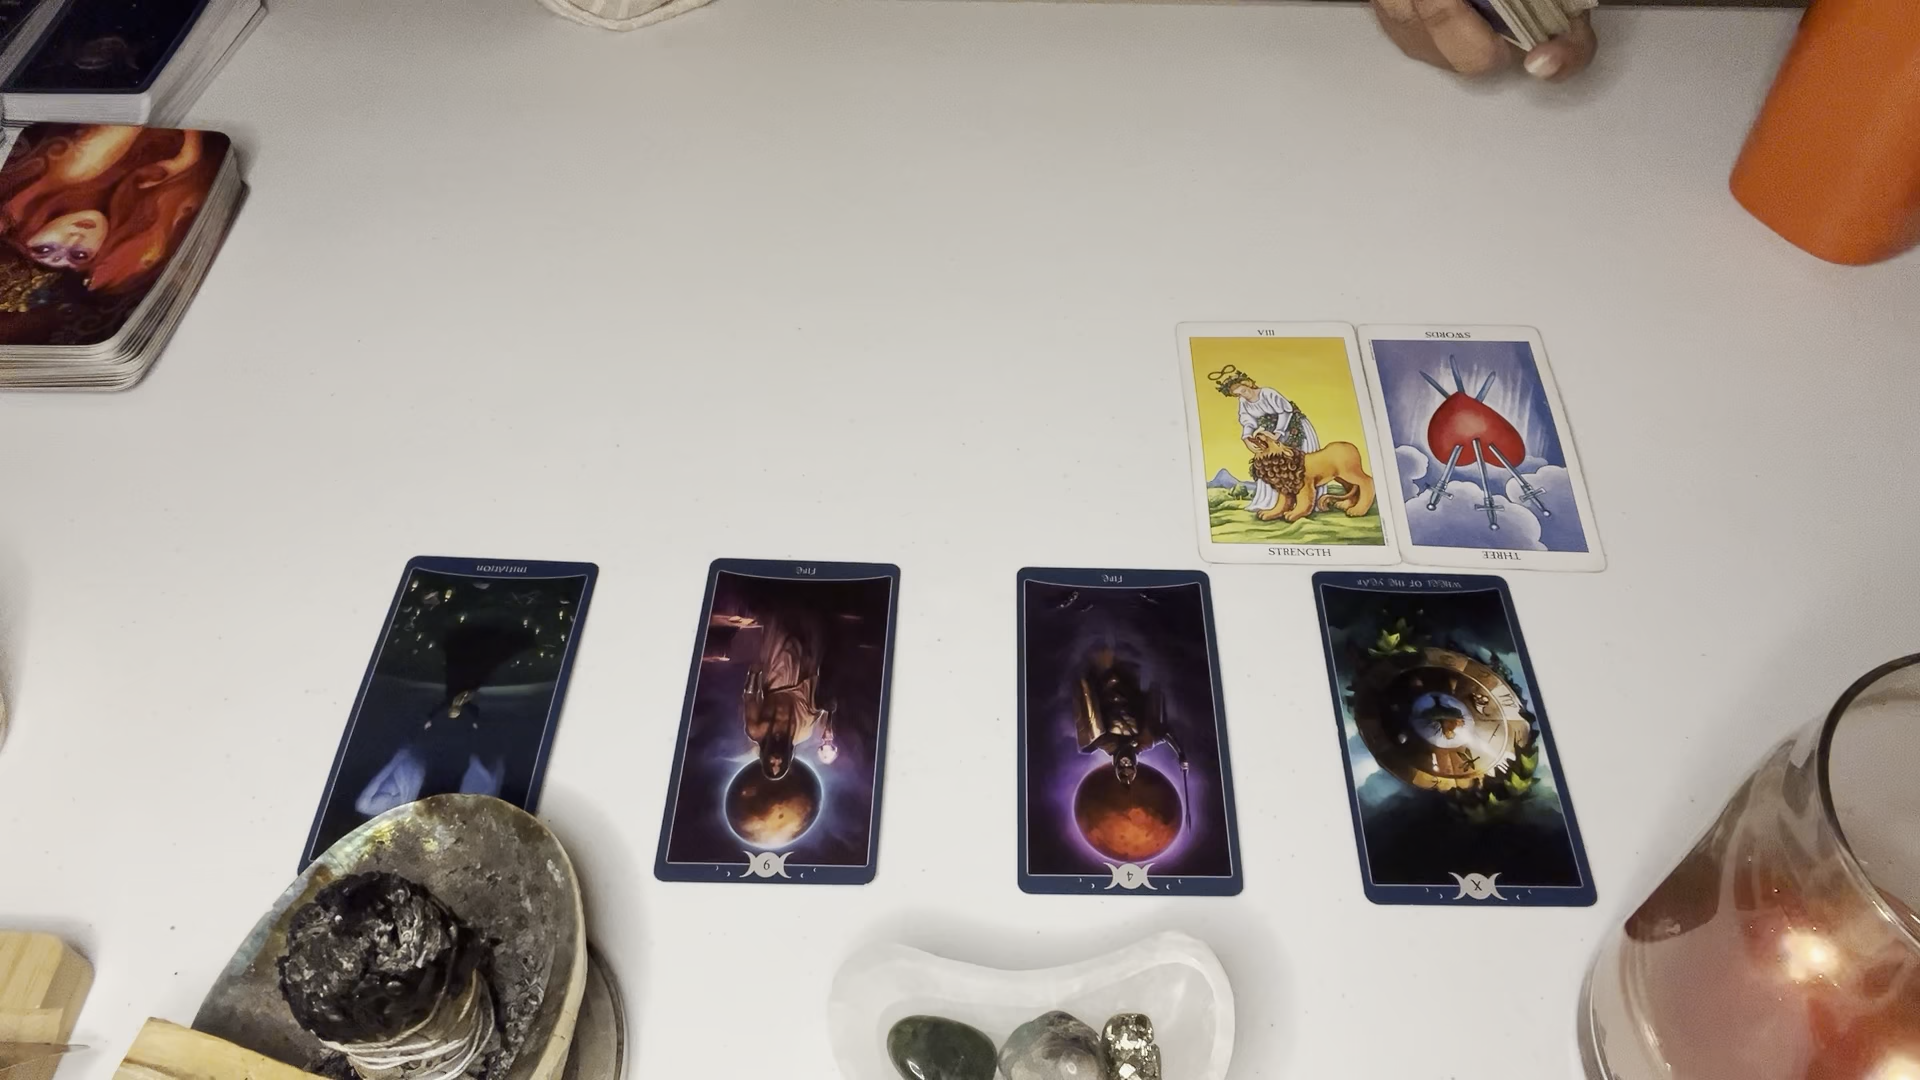 VIII
SWORDS
STRENGTH
THREE
INITIATION
FIRE
FIRE
WHEEL OF THE YEAR
9
4
X